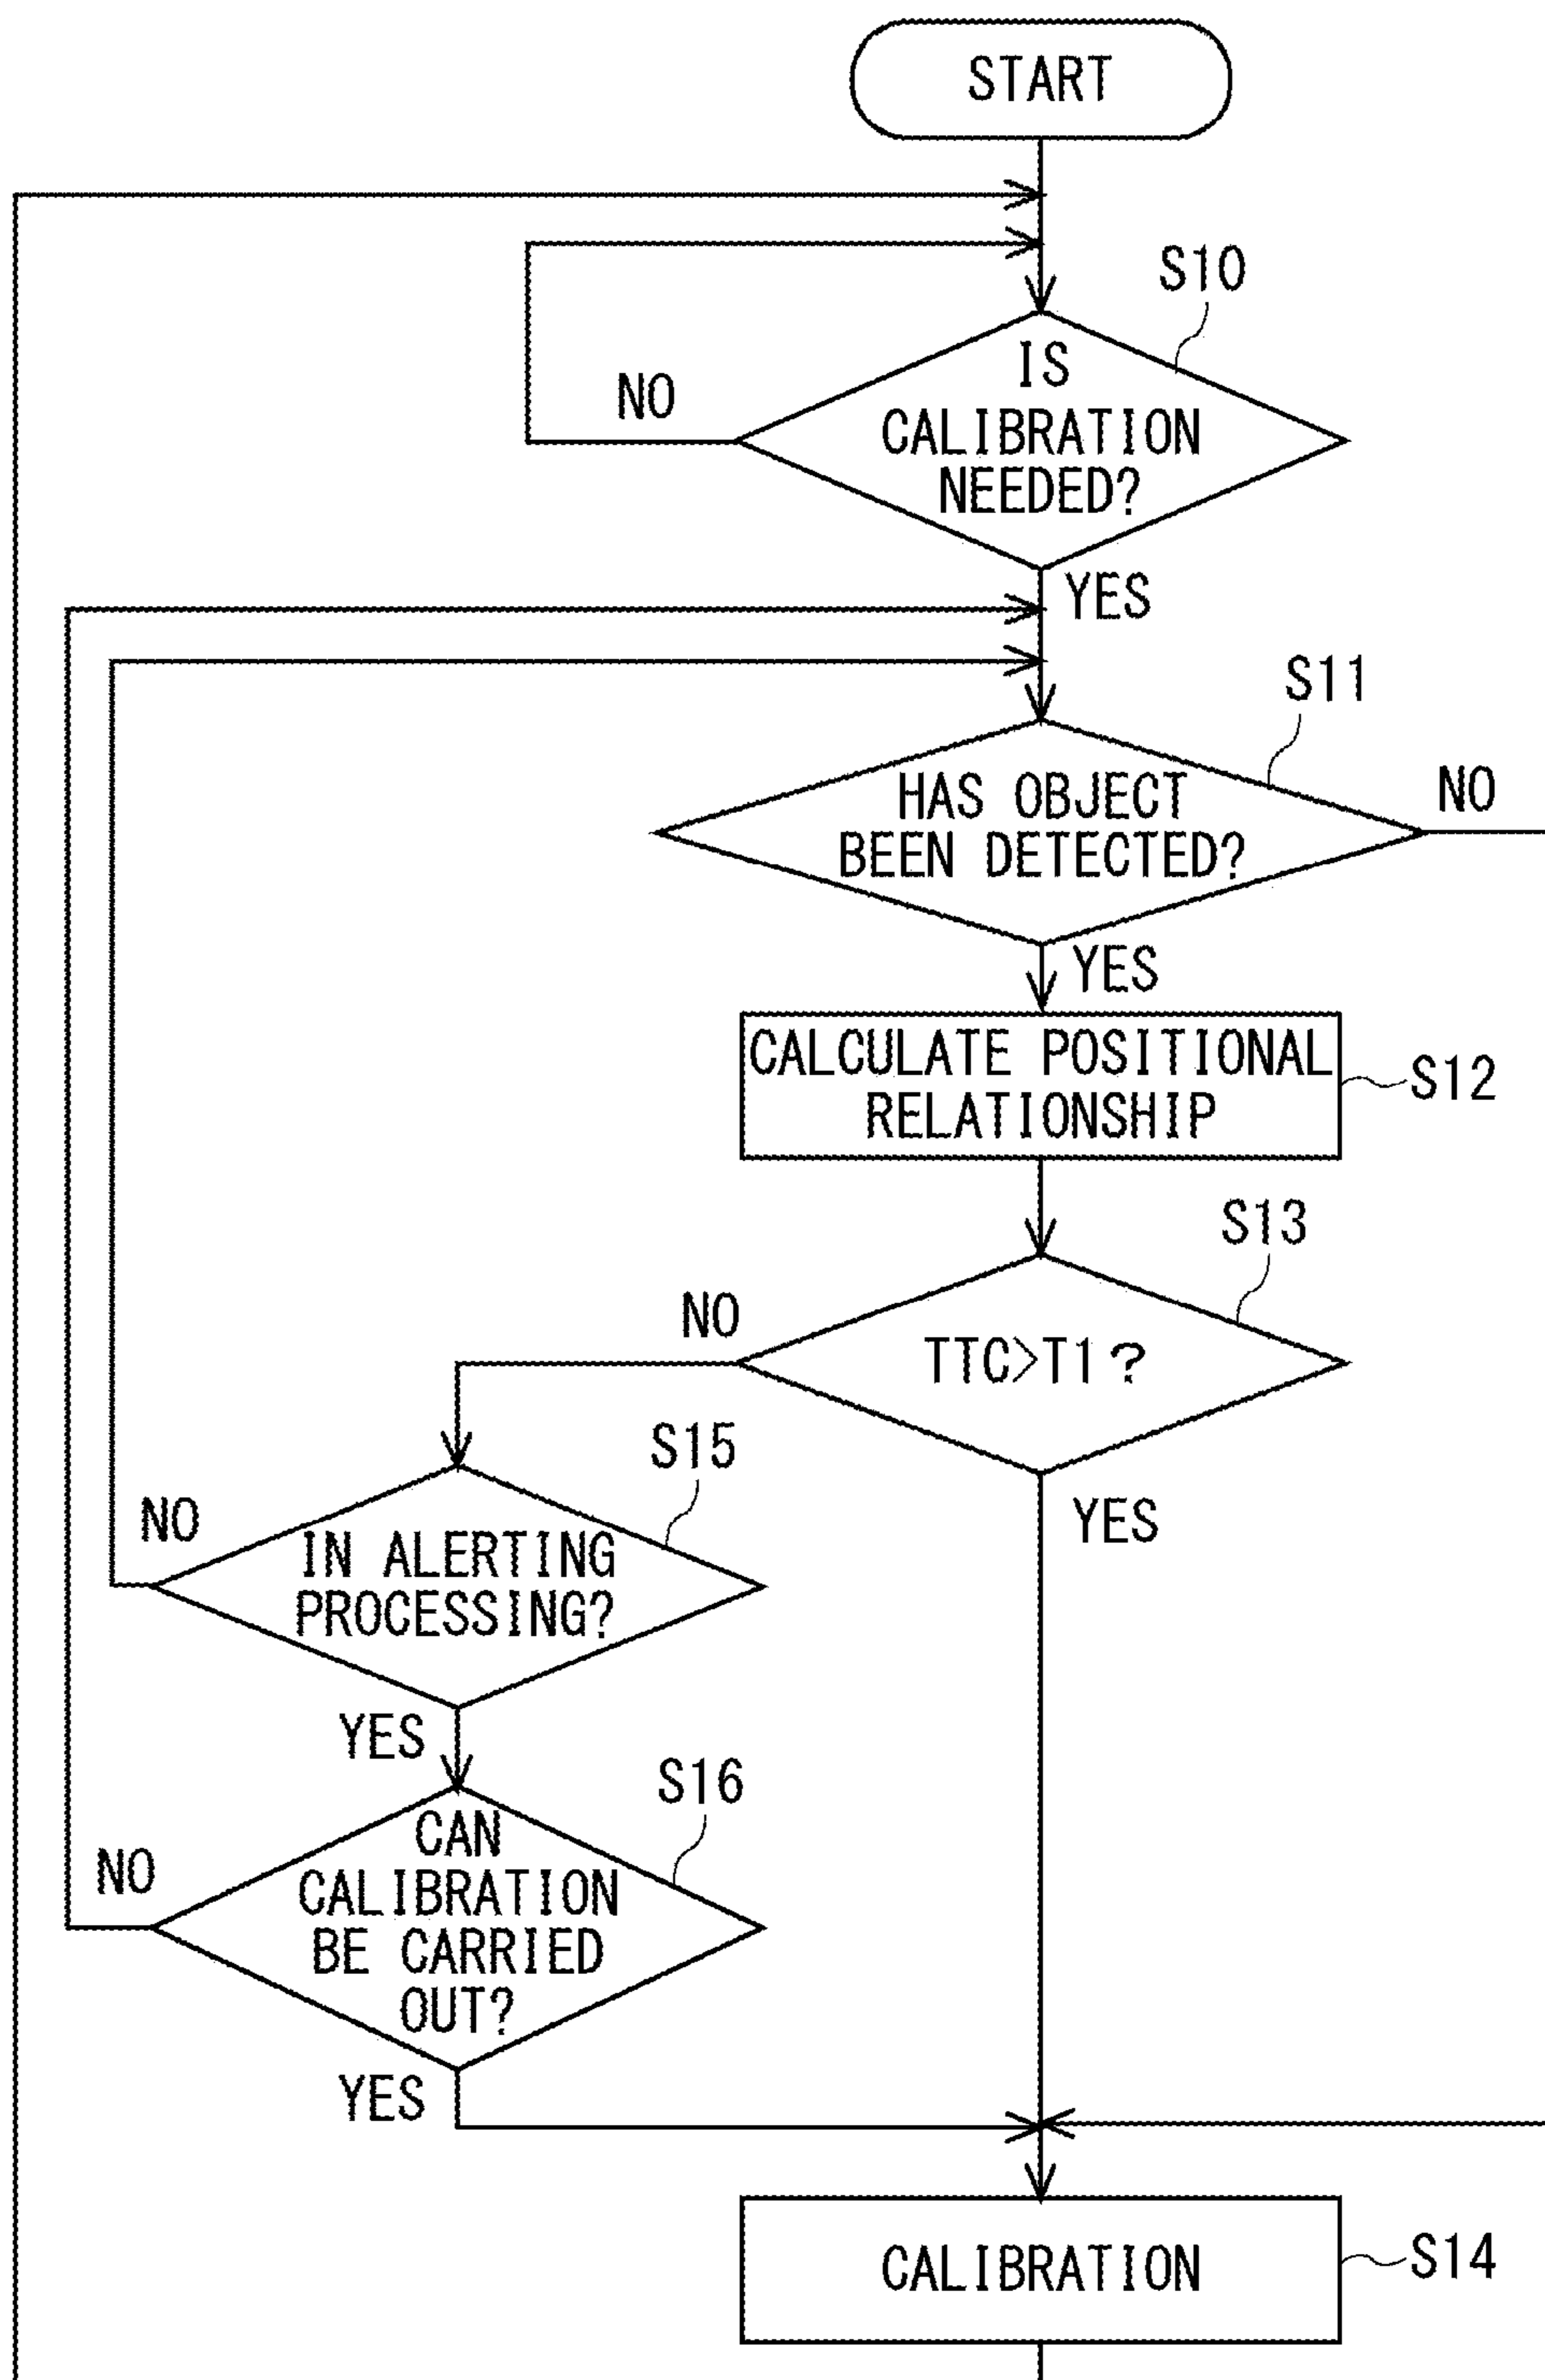 START
S10
IS
CALIBRATION
NEEDED?
NO
YES
S11
HAS OBJECT
BEEN DETECTED?
NO
YES
CALCULATE POSITIONAL
RELATIONSHIP
S12
S13
TTC>T1?
NO
YES
S15
IN ALERTING
PROCESSING?
NO
YES
S16
CAN
CALIBRATION
BE CARRIED
OUT?
NO
YES
CALIBRATION
S14